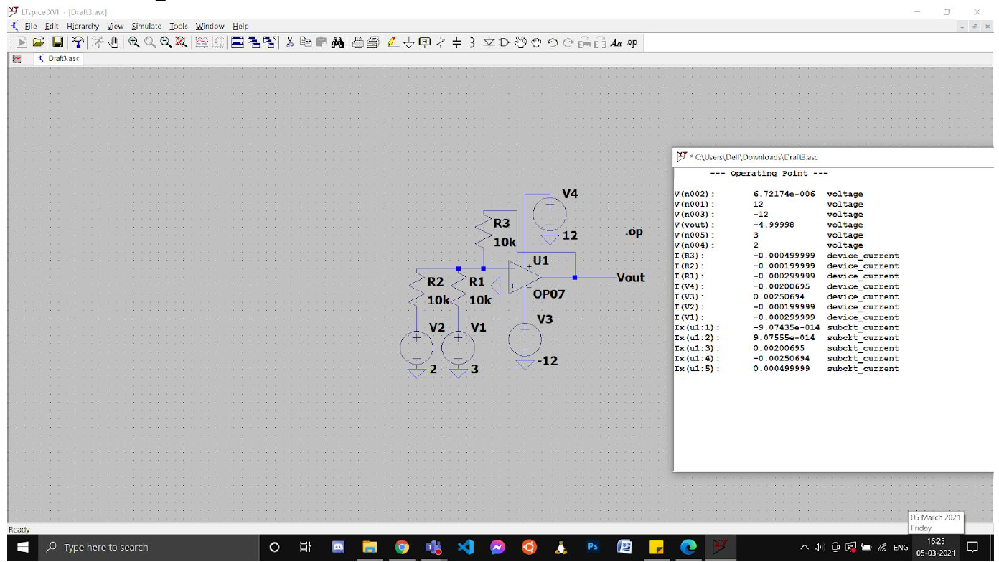 LTspice XVII - [Draft3.asc]
File Edit Hierarchy View Simulate Tools Window Help
Aa .op
Draft3.asc
* C:\Users\Dell\Downloads\Draft3.asc
--- Operating Point ---
V(n002): 6.72174e-006 voltage
V(n001): 12 voltage
V(n003): -12 voltage
V(vout): -4.99998 voltage
V(n005): 3 voltage
V(n004): 2 voltage
I(R3): -0.000499999 device_current
I(R2): -0.000199999 device_current
I(R1): -0.000299999 device_current
I(V4): -0.00200695 device_current
I(V3): 0.00250694 device_current
I(V2): -0.000199999 device_current
I(V1): -0.000299999 device_current
Ix(u1:1): -9.07435e-014 subckt_current
Ix(u1:2): 9.07555e-014 subckt_current
Ix(u1:3): 0.00200695 subckt_current
Ix(u1:4): -0.00250694 subckt_current
Ix(u1:5): 0.000499999 subckt_current
V4
R3
12
.op
10k
U1
R2 R1
Vout
OP07
10k 10k
V3
V2 V1
-12
2 3
Ready
05 March 2021
Friday
Type here to search
Ps
ENG
16:25
05-03-2021